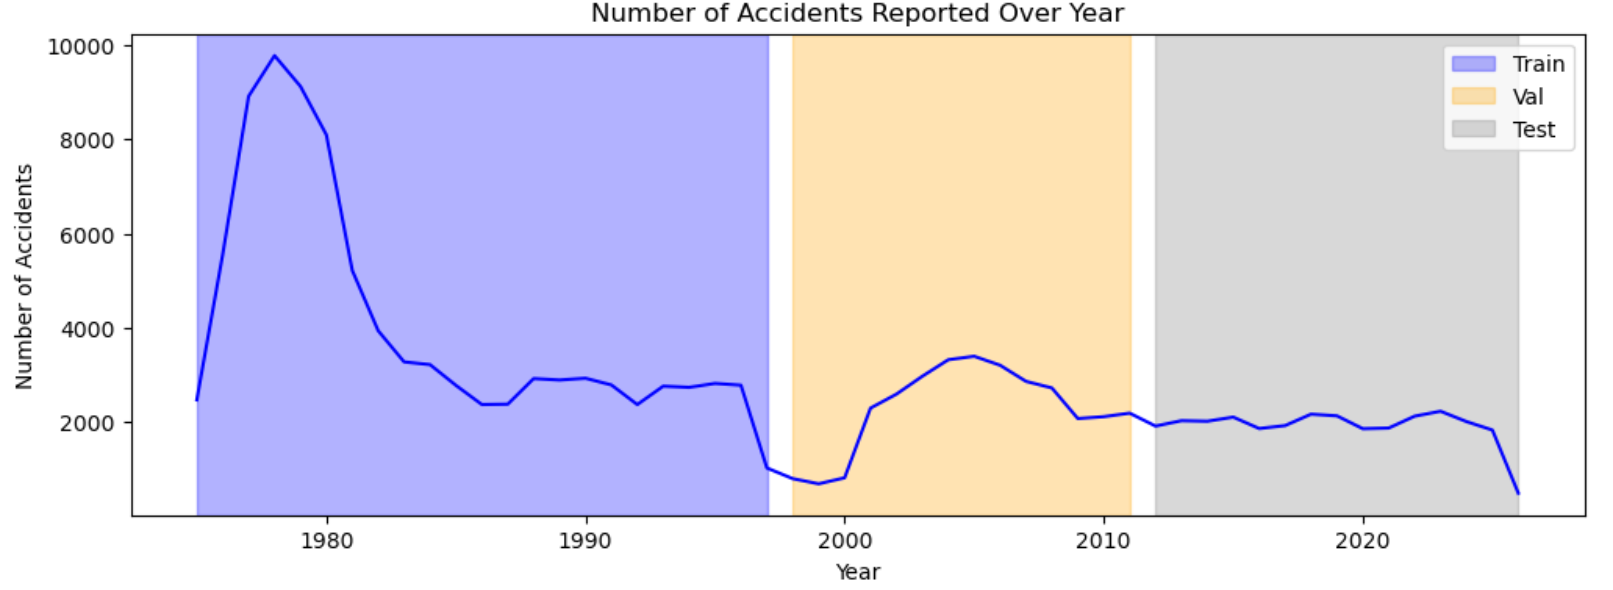 Number of Accidents Reported Over Year
10000
8000
6000
4000
2000
Number of Accidents
Train
Val
Test
1980
1990
2000
2010
2020
Year